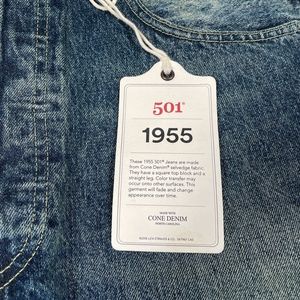 501®
1955
These 1955 501® Jeans are made
from Cone Denim® selvedge fabric.
They have a square top block and a
straight leg. Color transfer may
occur onto other surfaces. This
garment will fade and change
appearance over time.
MADE WITH
CONE DENIM
NORTH CAROLINA